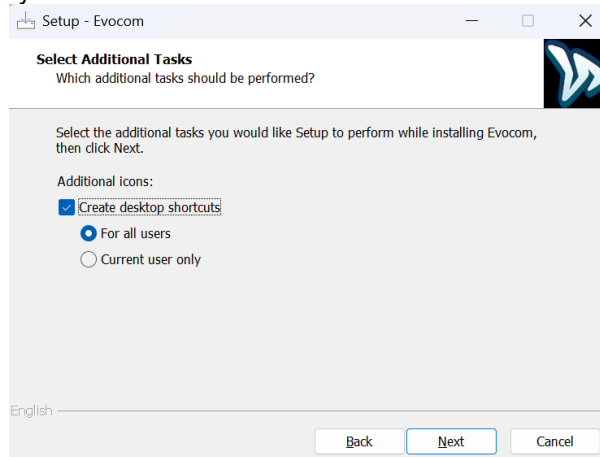 Setup - Evocom
Select Additional Tasks
Which additional tasks should be performed?
Select the additional tasks you would like Setup to perform while installing Evocom,
then click Next.
Additional icons:
Create desktop shortcuts
For all users
Current user only
English
Back
Next
Cancel